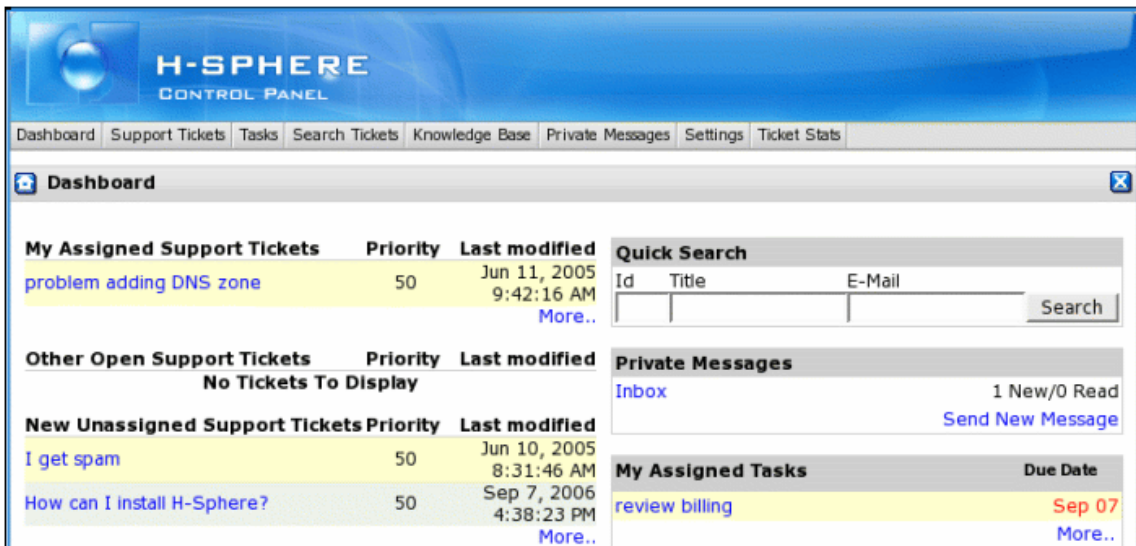 H-SPHERE
CONTROL PANEL
Dashboard Support Tickets Tasks Search Tickets Knowledge Base Private Messages Settings Ticket Stats
Dashboard
My Assigned Support Tickets Priority Last modified
problem adding DNS zone 50 Jun 11, 2005
9:42:16 AM
More..
Other Open Support Tickets Priority Last modified
No Tickets To Display
New Unassigned Support Tickets Priority Last modified
I get spam 50 Jun 10, 2005
8:31:46 AM
How can I install H-Sphere? 50 Sep 7, 2006
4:38:23 PM
More..
Quick Search
Id Title E-Mail
Search
Private Messages
Inbox 1 New/0 Read
Send New Message
My Assigned Tasks Due Date
review billing Sep 07
More..